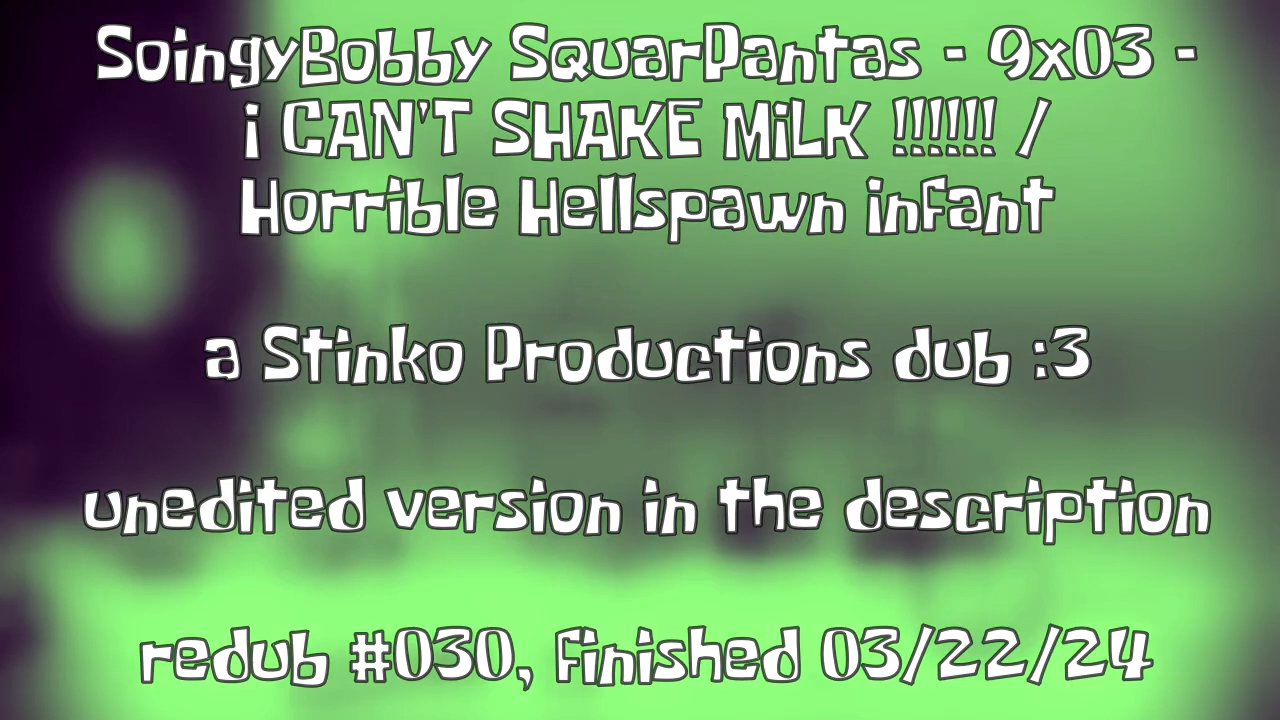 SoingyBobby SquarPantas - 9x03 -
i CAN'T SHAKE MiLK !!!!!! /
Horrible Hellspawn infant
a Stinko Productions dub :3
unedited version in the description
redub #030, finished 03/22/24